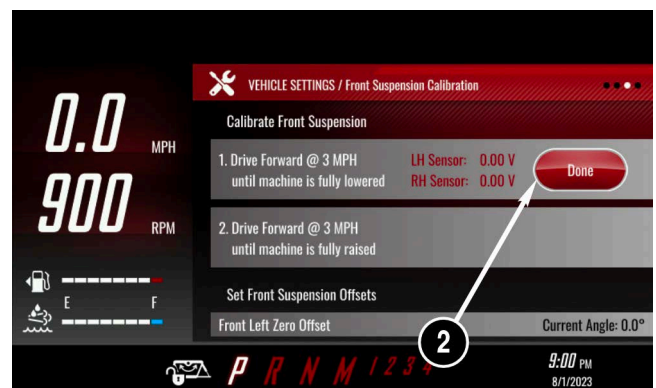 VEHICLE SETTINGS / Front Suspension Calibration
Calibrate Front Suspension
0.0 MPH
1. Drive Forward @ 3 MPH
until machine is fully lowered
LH Sensor: 0.00 V
RH Sensor: 0.00 V
Done
900 RPM
2. Drive Forward @ 3 MPH
until machine is fully raised
E F
Set Front Suspension Offsets
Front Left Zero Offset
Current Angle: 0.0°
2
P R N M 1 2 3 4
9:00 PM
8/1/2023